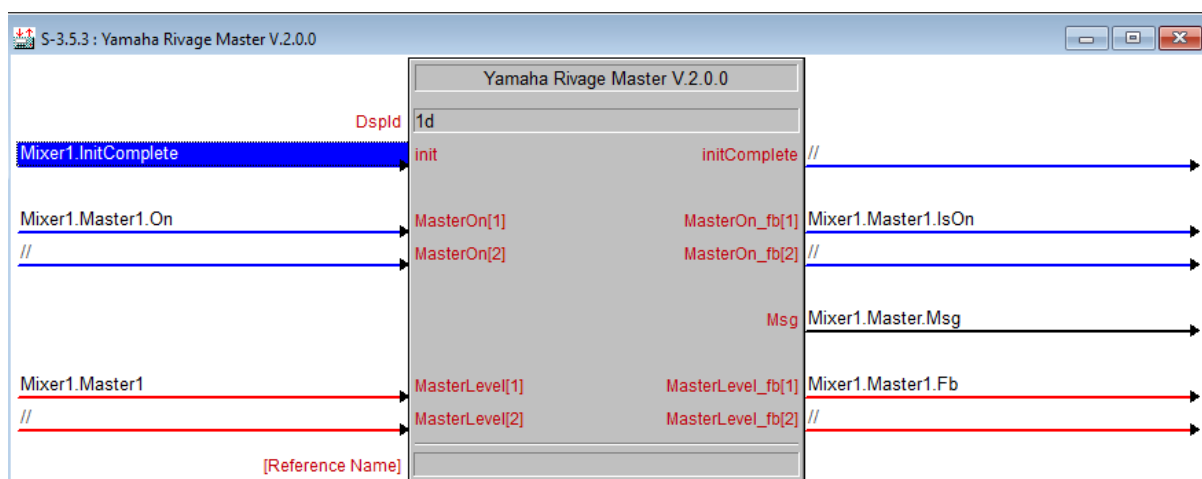 S-3.5.3 : Yamaha Rivage Master V.2.0.0
Yamaha Rivage Master V.2.0.0
DspId 1d
Mixer1.InitComplete init initComplete //
Mixer1.Master1.On MasterOn[1] MasterOn_fb[1] Mixer1.Master1.IsOn
// MasterOn[2] MasterOn_fb[2] //
Msg Mixer1.Master.Msg
Mixer1.Master1 MasterLevel[1] MasterLevel_fb[1] Mixer1.Master1.Fb
// MasterLevel[2] MasterLevel_fb[2] //
[Reference Name]